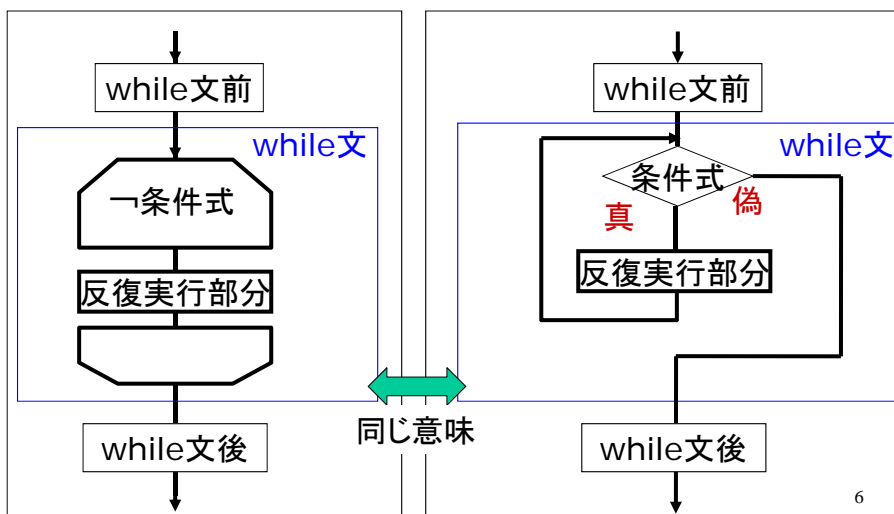 while文前
while文
¬条件式
反復実行部分
while文後
同じ意味
while文前
while文
条件式
真
偽
反復実行部分
while文後
6